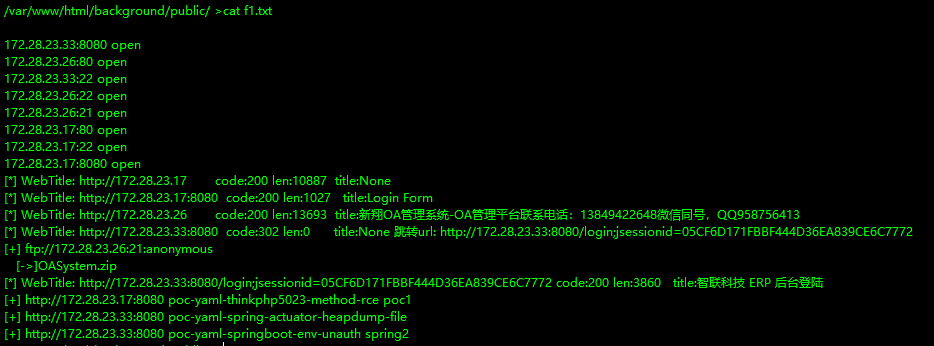 /var/www/html/background/public/ >cat f1.txt
172.28.23.33:8080 open
172.28.23.26:80 open
172.28.23.33:22 open
172.28.23.26:22 open
172.28.23.26:21 open
172.28.23.17:80 open
172.28.23.17:22 open
172.28.23.17:8080 open
[*] WebTitle: http://172.28.23.17 code:200 len:10887 title:None
[*] WebTitle: http://172.28.23.17:8080 code:200 len:1027 title:Login Form
[*] WebTitle: http://172.28.23.26 code:200 len:13693 title:新翔OA管理系统-OA管理平台联系电话：13849422648微信同号，QQ958756413
[*] WebTitle: http://172.28.23.33:8080 code:302 len:0 title:None 跳转url: http://172.28.23.33:8080/login;jsessionid=05CF6D171FBBF444D36EA839CE6C7772
[+] ftp://172.28.23.26:21:anonymous
[->]OASystem.zip
[*] WebTitle: http://172.28.23.33:8080/login;jsessionid=05CF6D171FBBF444D36EA839CE6C7772 code:200 len:3860 title:智联科技 ERP 后台登陆
[+] http://172.28.23.17:8080 poc-yaml-thinkphp5023-method-rce poc1
[+] http://172.28.23.33:8080 poc-yaml-spring-actuator-heapdump-file
[+] http://172.28.23.33:8080 poc-yaml-springboot-env-unauth spring2